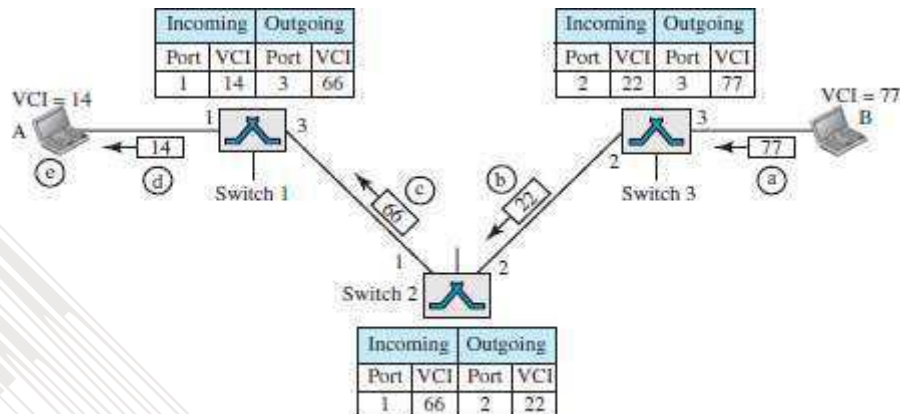 Incoming Outgoing
Port VCI Port VCI
1 14 3 66
Incoming Outgoing
Port VCI Port VCI
2 22 3 77
VCI = 14
A
VCI = 77
B
1
3
14
e
d
Switch 1
c
66
b
22
3
2
77
a
Switch 3
1
2
Switch 2
Incoming Outgoing
Port VCI Port VCI
1 66 2 22